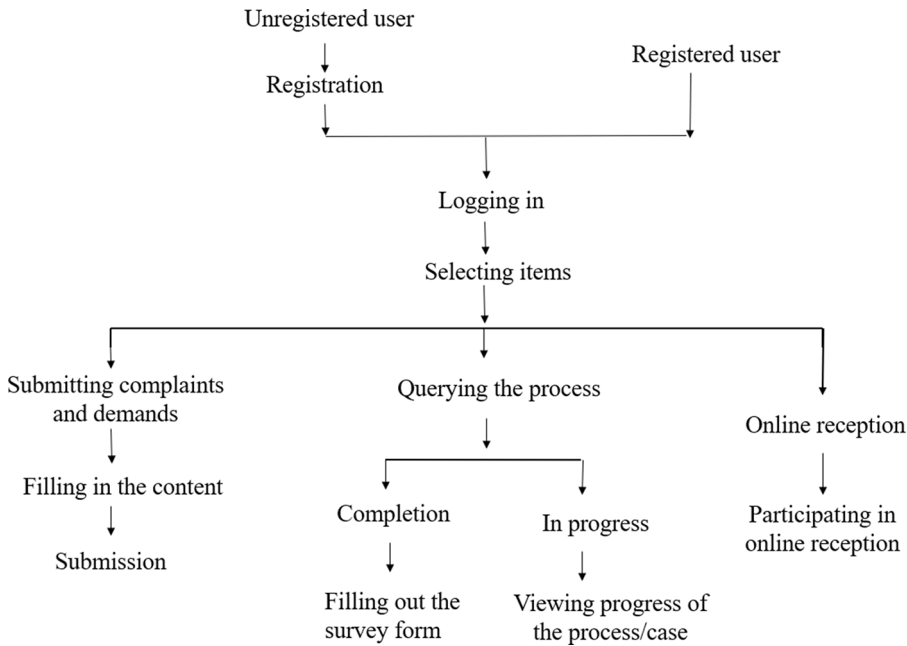 Unregistered user
Registered user
Registration
Logging in
Selecting items
Submitting complaints
and demands
Querying the process
Online reception
Filling in the content
Completion
In progress
Participating in
online reception
Submission
Filling out the
survey form
Viewing progress of
the process/case